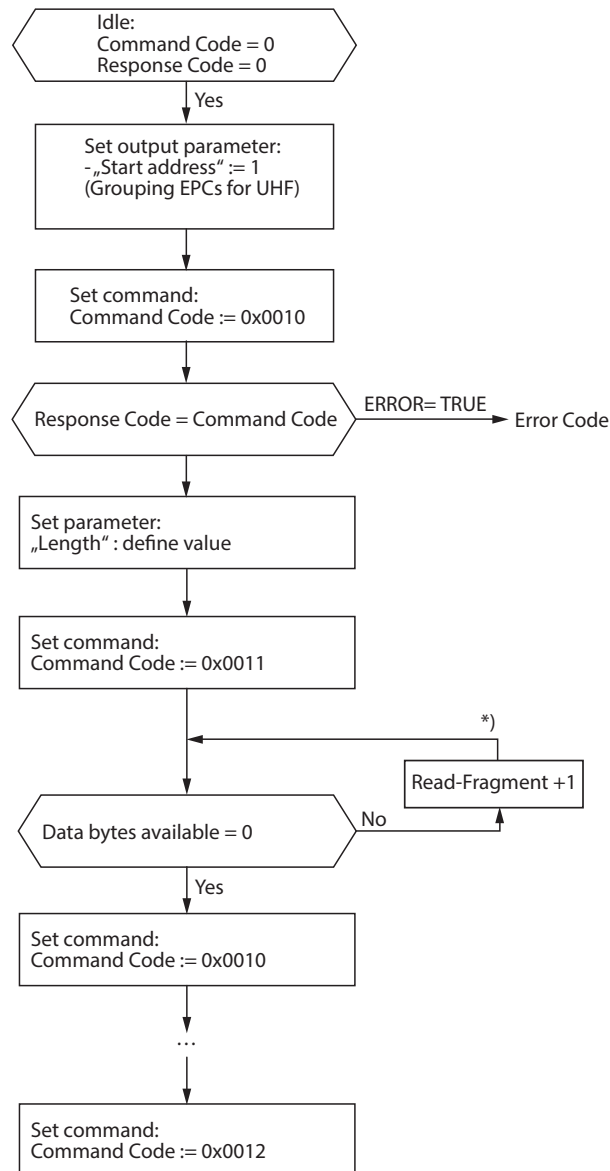 Idle:
Command Code = 0
Response Code = 0
Yes
Set output parameter:
-„Start address“ := 1
(Grouping EPCs for UHF)
Set command:
Command Code := 0x0010
Response Code = Command Code
ERROR= TRUE
Error Code
Set parameter:
„Length“ : define value
Set command:
Command Code := 0x0011
*)
Read-Fragment +1
Data bytes available = 0
No
Yes
Set command:
Command Code := 0x0010
...
Set command:
Command Code := 0x0012